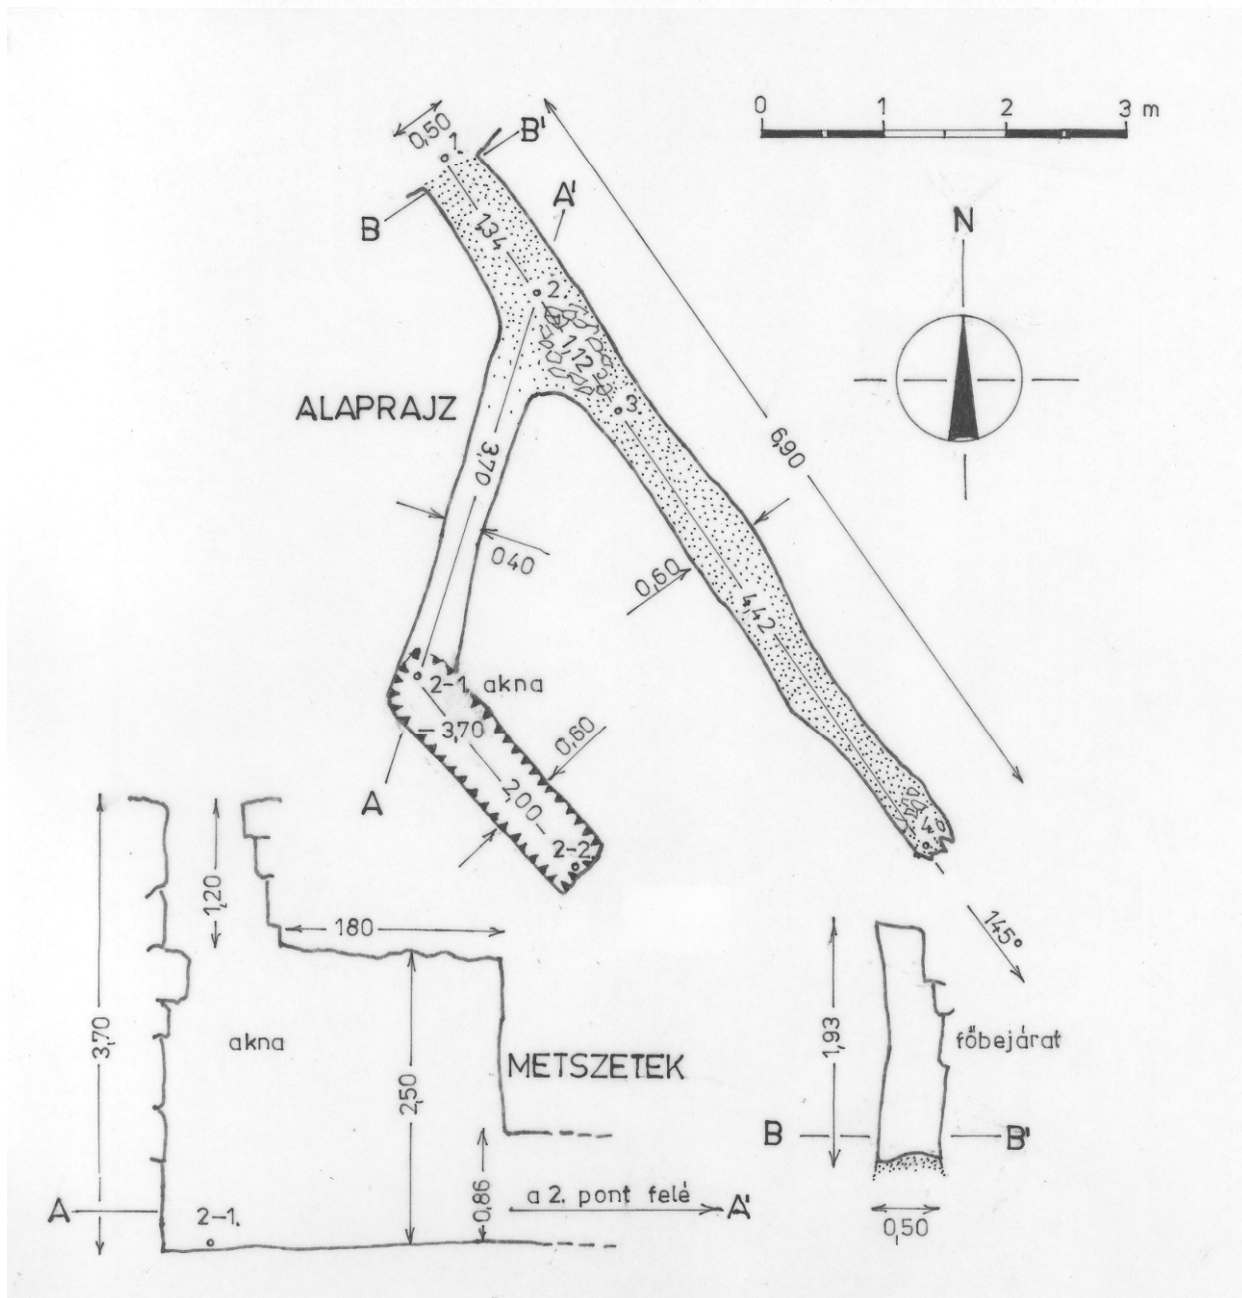 0 1 2 3 m
0,50
1.
B'
A'
B
1,34
N
2
1,12
3.
ALAPRAJZ
3,70
6,90
040
0,60
4,42
2-1. akna
– 3,70
0,60
A
2,00
2-2.
4.
145°
3,70
1,20
180
akna
2,50
METSZETEK
1,93
főbejárat
B
B'
A
2-1.
0,86
a 2. pont felé
A'
0,50